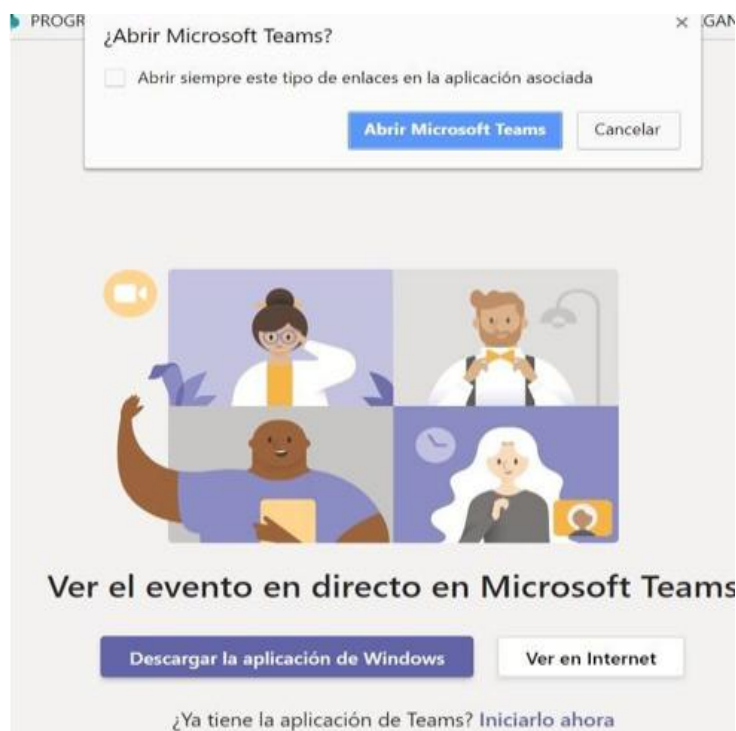 PROGR
¿Abrir Microsoft Teams?
×
GAN
Abrir siempre este tipo de enlaces en la aplicación asociada
Abrir Microsoft Teams
Cancelar
Ver el evento en directo en Microsoft Teams
Descargar la aplicación de Windows
Ver en Internet
¿Ya tiene la aplicación de Teams? Iniciarlo ahora